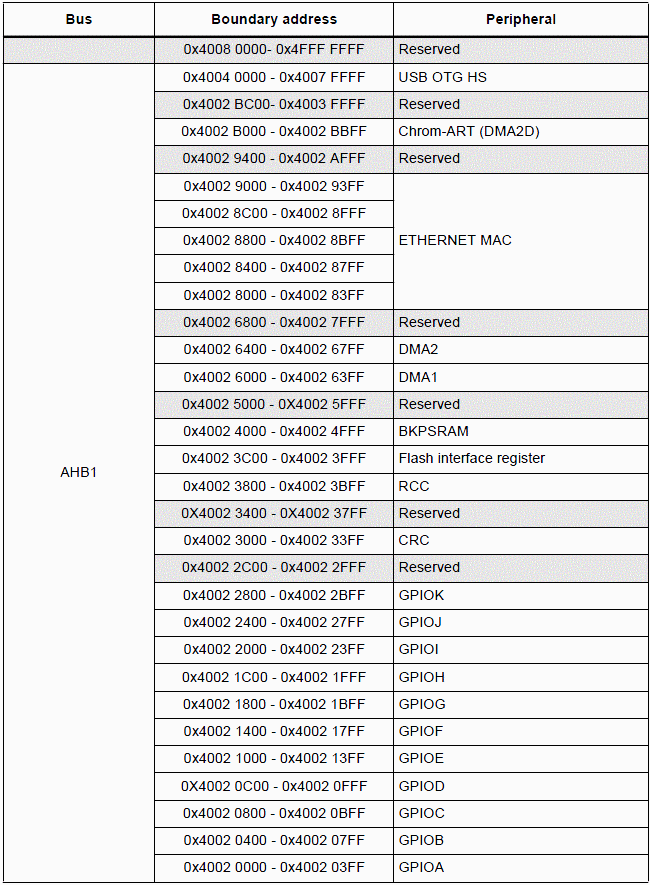 Bus Boundary address Peripheral
0x4008 0000- 0x4FFF FFFF Reserved
0x4004 0000 - 0x4007 FFFF USB OTG HS
0x4002 BC00- 0x4003 FFFF Reserved
0x4002 B000 - 0x4002 BBFF Chrom-ART (DMA2D)
0x4002 9400 - 0x4002 AFFF Reserved
0x4002 9000 - 0x4002 93FF
0x4002 8C00 - 0x4002 8FFF
0x4002 8800 - 0x4002 8BFF ETHERNET MAC
0x4002 8400 - 0x4002 87FF
0x4002 8000 - 0x4002 83FF
0x4002 6800 - 0x4002 7FFF Reserved
0x4002 6400 - 0x4002 67FF DMA2
0x4002 6000 - 0x4002 63FF DMA1
0x4002 5000 - 0X4002 5FFF Reserved
0x4002 4000 - 0x4002 4FFF BKPSRAM
0x4002 3C00 - 0x4002 3FFF Flash interface register
AHB1 0x4002 3800 - 0x4002 3BFF RCC
0X4002 3400 - 0X4002 37FF Reserved
0x4002 3000 - 0x4002 33FF CRC
0x4002 2C00 - 0x4002 2FFF Reserved
0x4002 2800 - 0x4002 2BFF GPIOK
0x4002 2400 - 0x4002 27FF GPIOJ
0x4002 2000 - 0x4002 23FF GPIOI
0x4002 1C00 - 0x4002 1FFF GPIOH
0x4002 1800 - 0x4002 1BFF GPIOG
0x4002 1400 - 0x4002 17FF GPIOF
0x4002 1000 - 0x4002 13FF GPIOE
0X4002 0C00 - 0x4002 0FFF GPIOD
0x4002 0800 - 0x4002 0BFF GPIOC
0x4002 0400 - 0x4002 07FF GPIOB
0x4002 0000 - 0x4002 03FF GPIOA